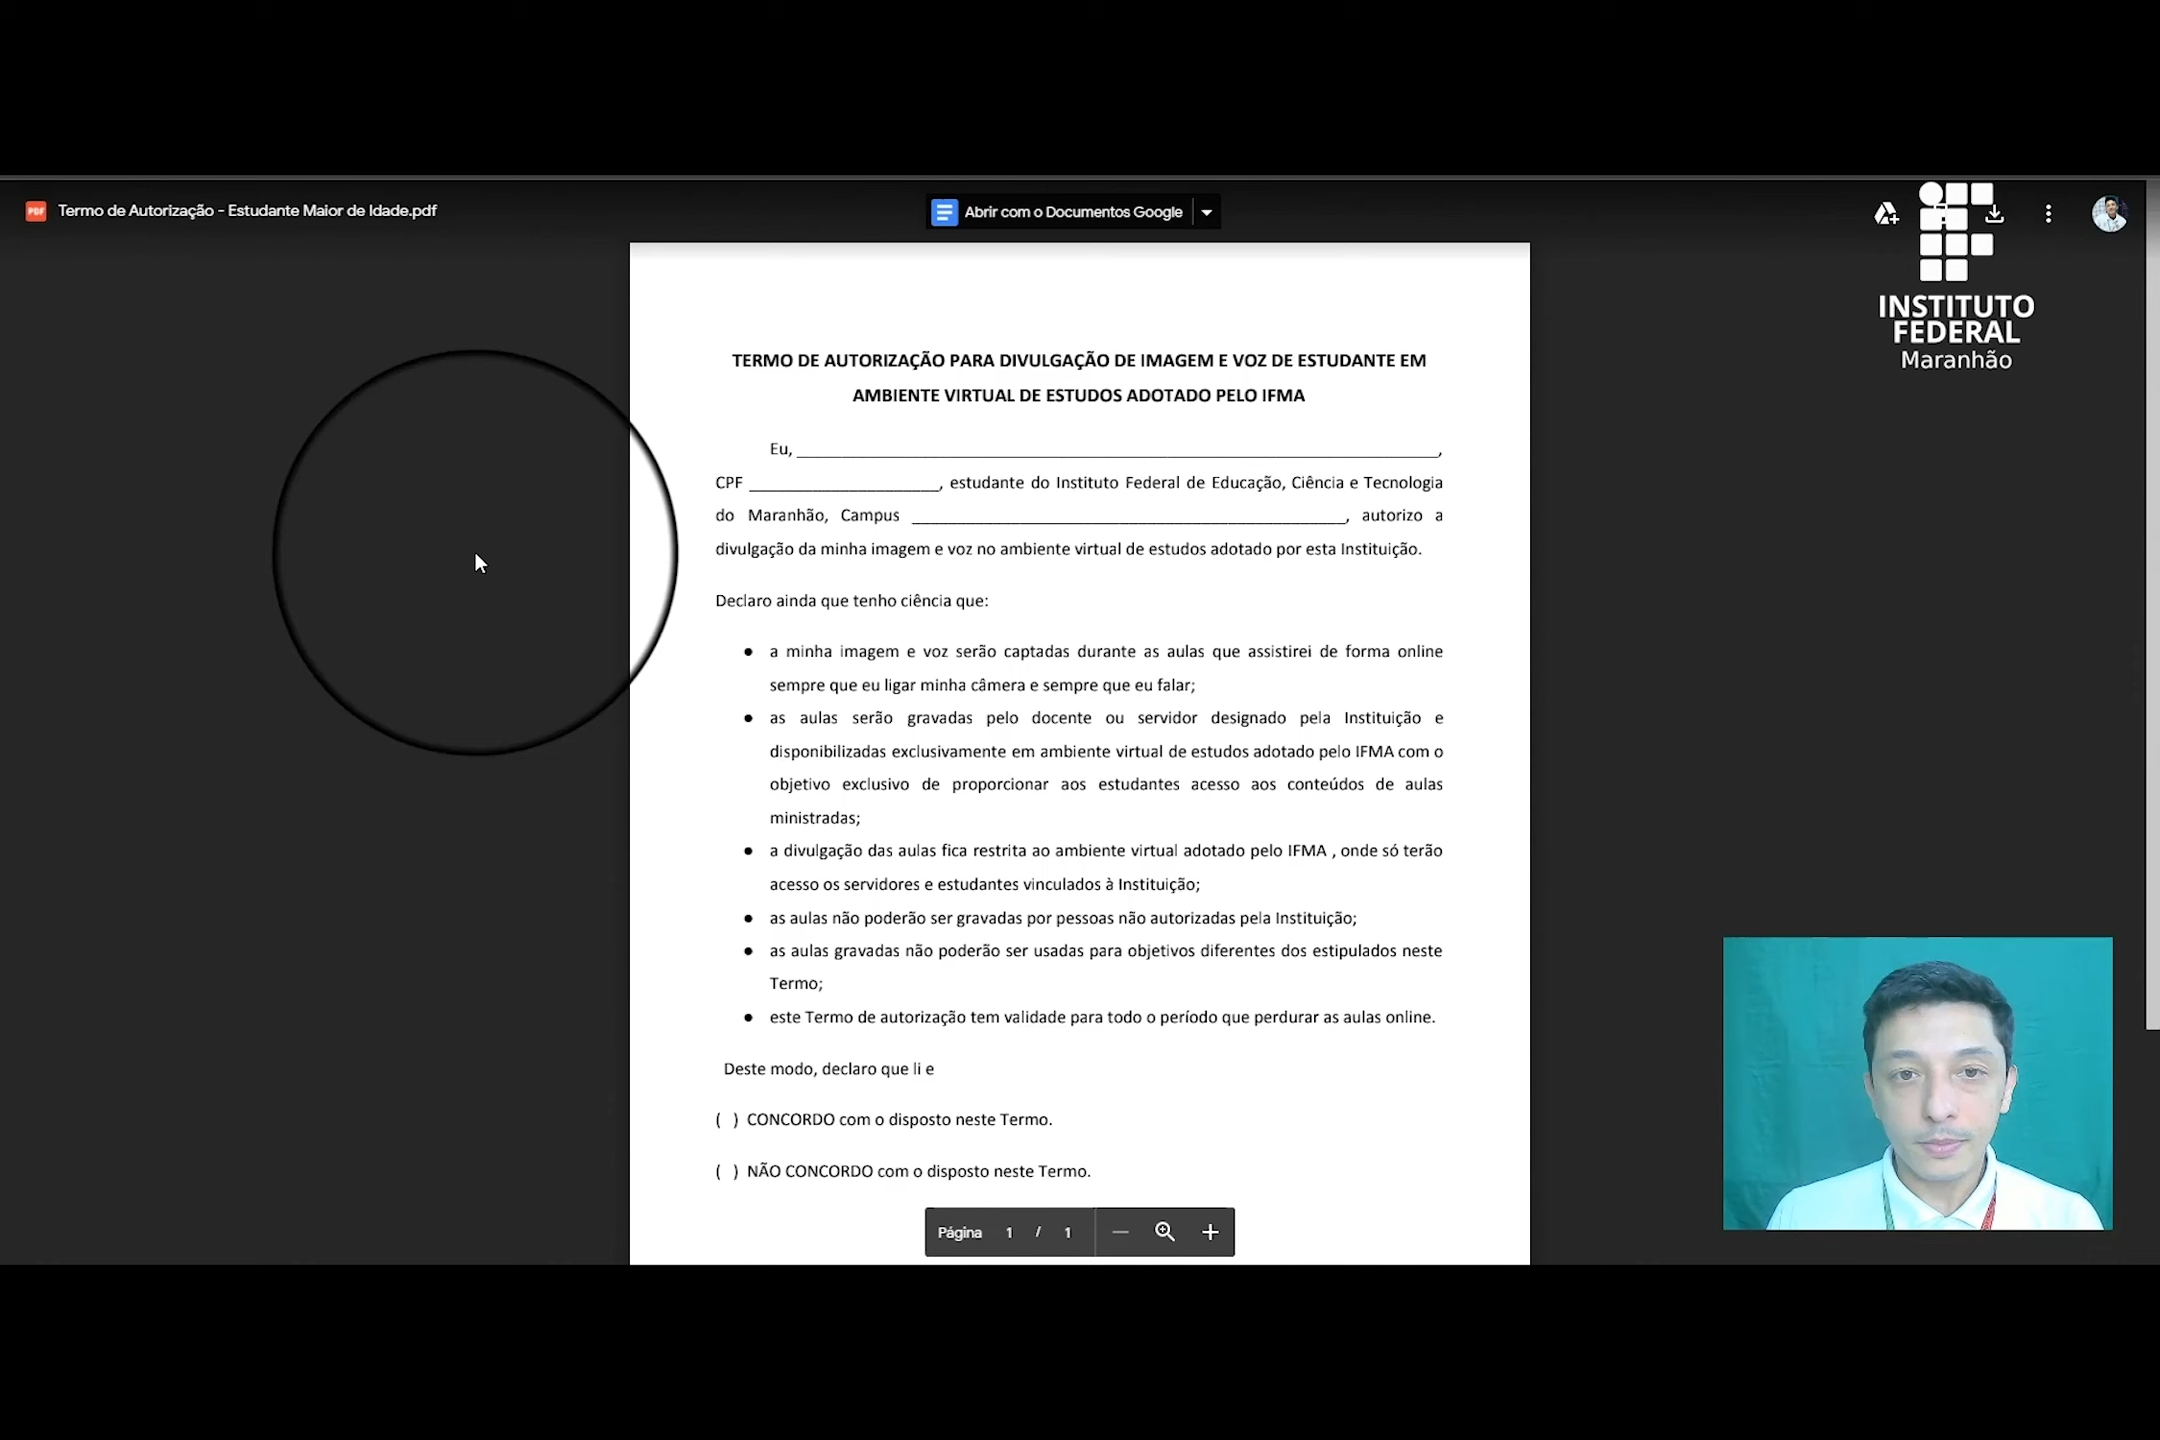 Termo de Autorização - Estudante Maior de Idade.pdf
Abrir com o Documentos Google
INSTITUTO
FEDERAL
Maranhão
TERMO DE AUTORIZAÇÃO PARA DIVULGAÇÃO DE IMAGEM E VOZ DE ESTUDANTE EM
AMBIENTE VIRTUAL DE ESTUDOS ADOTADO PELO IFMA
Eu, ______________________________________________________________________,
CPF _____________________, estudante do Instituto Federal de Educação, Ciência e Tecnologia
do Maranhão, Campus ________________________________________________, autorizo a
divulgação da minha imagem e voz no ambiente virtual de estudos adotado por esta Instituição.
Declaro ainda que tenho ciência que:
● a minha imagem e voz serão captadas durante as aulas que assistirei de forma online
sempre que eu ligar minha câmera e sempre que eu falar;
● as aulas serão gravadas pelo docente ou servidor designado pela Instituição e
disponibilizadas exclusivamente em ambiente virtual de estudos adotado pelo IFMA com o
objetivo exclusivo de proporcionar aos estudantes acesso aos conteúdos de aulas
ministradas;
● a divulgação das aulas fica restrita ao ambiente virtual adotado pelo IFMA , onde só terão
acesso os servidores e estudantes vinculados à Instituição;
● as aulas não poderão ser gravadas por pessoas não autorizadas pela Instituição;
● as aulas gravadas não poderão ser usadas para objetivos diferentes dos estipulados neste
Termo;
● este Termo de autorização tem validade para todo o período que perdurar as aulas online.
Deste modo, declaro que li e
( ) CONCORDO com o disposto neste Termo.
( ) NÃO CONCORDO com o disposto neste Termo.
Página 1 / 1